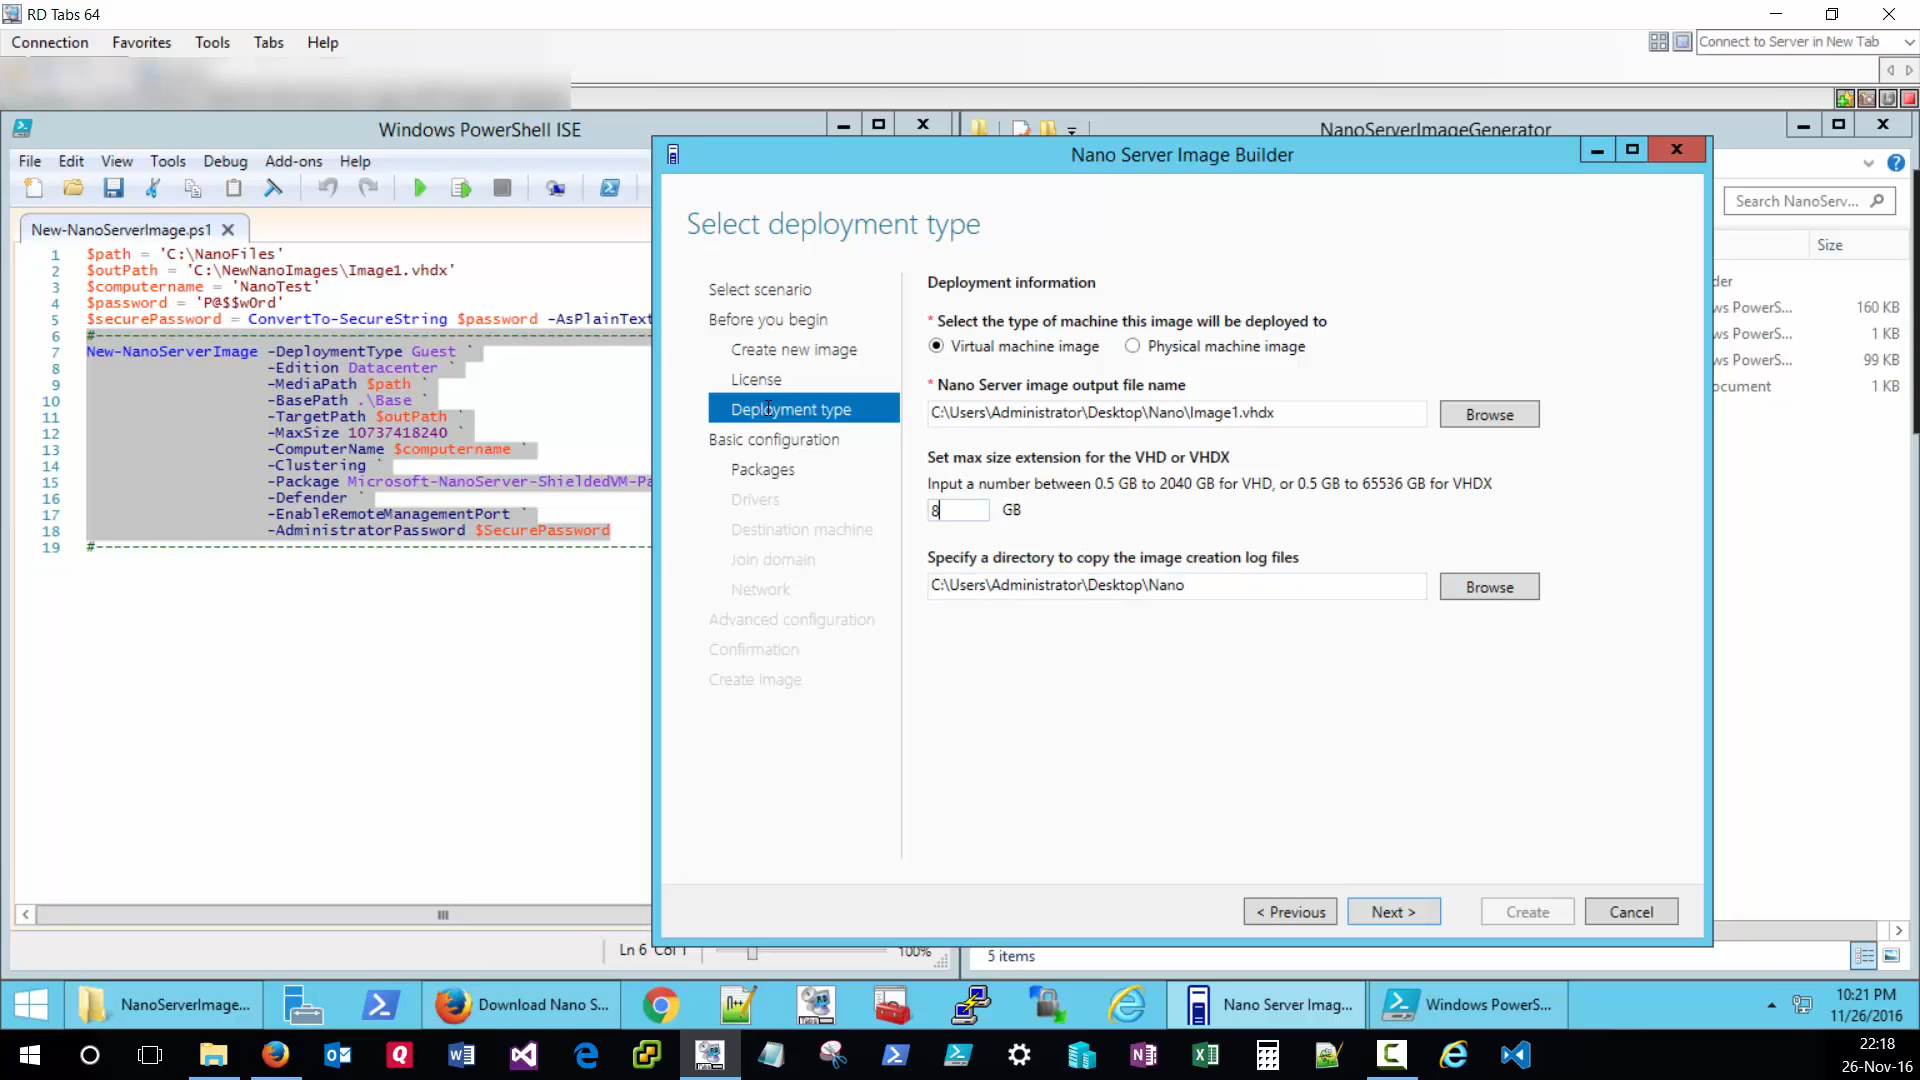 RD Tabs 64
Connection Favorites Tools Tabs Help
Connect to Server in New Tab
Windows PowerShell ISE
File Edit View Tools Debug Add-ons Help
New-NanoServerImage.ps1
1 $path = 'C:\NanoFiles'
2 $outPath = 'C:\NewNanoImages\Image1.vhdx'
3 $computername = 'NanoTest'
4 $password = 'P@$$w0rd'
5 $securePassword = ConvertTo-SecureString $password -AsPlainText
6 #----------------------------------------------------------------
7 New-NanoServerImage -DeploymentType Guest `
8 -Edition Datacenter `
9 -MediaPath $path `
10 -BasePath .\Base `
11 -TargetPath $outPath `
12 -MaxSize 10737418240 `
13 -ComputerName $computername `
14 -Clustering `
15 -Package Microsoft-NanoServer-ShieldedVM-Pa
16 -Defender `
17 -EnableRemoteManagementPort `
18 -AdministratorPassword $SecurePassword
19 #----------------------------------------------------------------
Ln 6 Col 1 100%
NanoServerImageGenerator
Search NanoServ...
Size
der
ws PowerS... 160 KB
ws PowerS... 1 KB
ws PowerS... 99 KB
ocument 1 KB
5 items
Nano Server Image Builder
Select deployment type
Select scenario
Before you begin
Create new image
License
Deployment type
Basic configuration
Packages
Drivers
Destination machine
Join domain
Network
Advanced configuration
Confirmation
Create image
Deployment information
* Select the type of machine this image will be deployed to
Virtual machine image Physical machine image
* Nano Server image output file name
C:\Users\Administrator\Desktop\Nano\Image1.vhdx Browse
Set max size extension for the VHD or VHDX
Input a number between 0.5 GB to 2040 GB for VHD, or 0.5 GB to 65536 GB for VHDX
8 GB
Specify a directory to copy the image creation log files
C:\Users\Administrator\Desktop\Nano Browse
< Previous Next > Create Cancel
NanoServerImage... Download Nano S... Nano Server Imag... Windows PowerS...
10:21 PM
11/26/2016
22:18
26-Nov-16